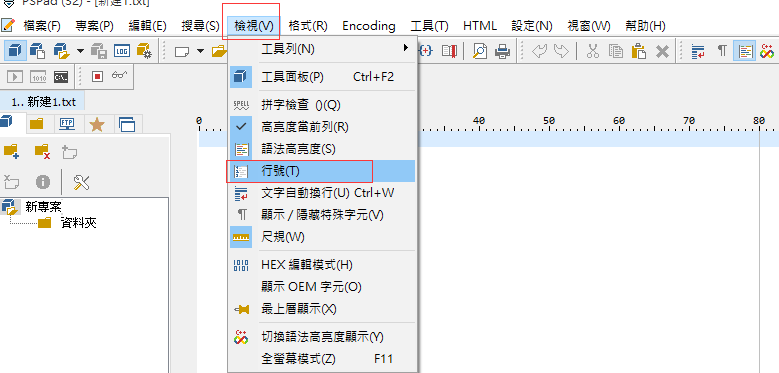 PSPad (32) - [新建1.txt]
檔案(F) 專案(P) 編輯(E) 搜尋(S) 檢視(V) 格式(R) Encoding 工具(T) HTML 設定(N) 視窗(W) 幫助(H)
LOG
1.. 新建1.txt
FTP
0 40 50 60 70 80
新專案
資料夾
工具列(N)
工具面板(P) Ctrl+F2
SPELL 拼字檢查 ()(Q)
高亮度當前列(R)
語法高亮度(S)
行號(T)
文字自動換行(U) Ctrl+W
顯示 / 隱藏特殊字元(V)
尺規(W)
HEX 編輯模式(H)
顯示 OEM 字元(O)
最上層顯示(X)
切換語法高亮度顯示(Y)
全螢幕模式(Z) F11